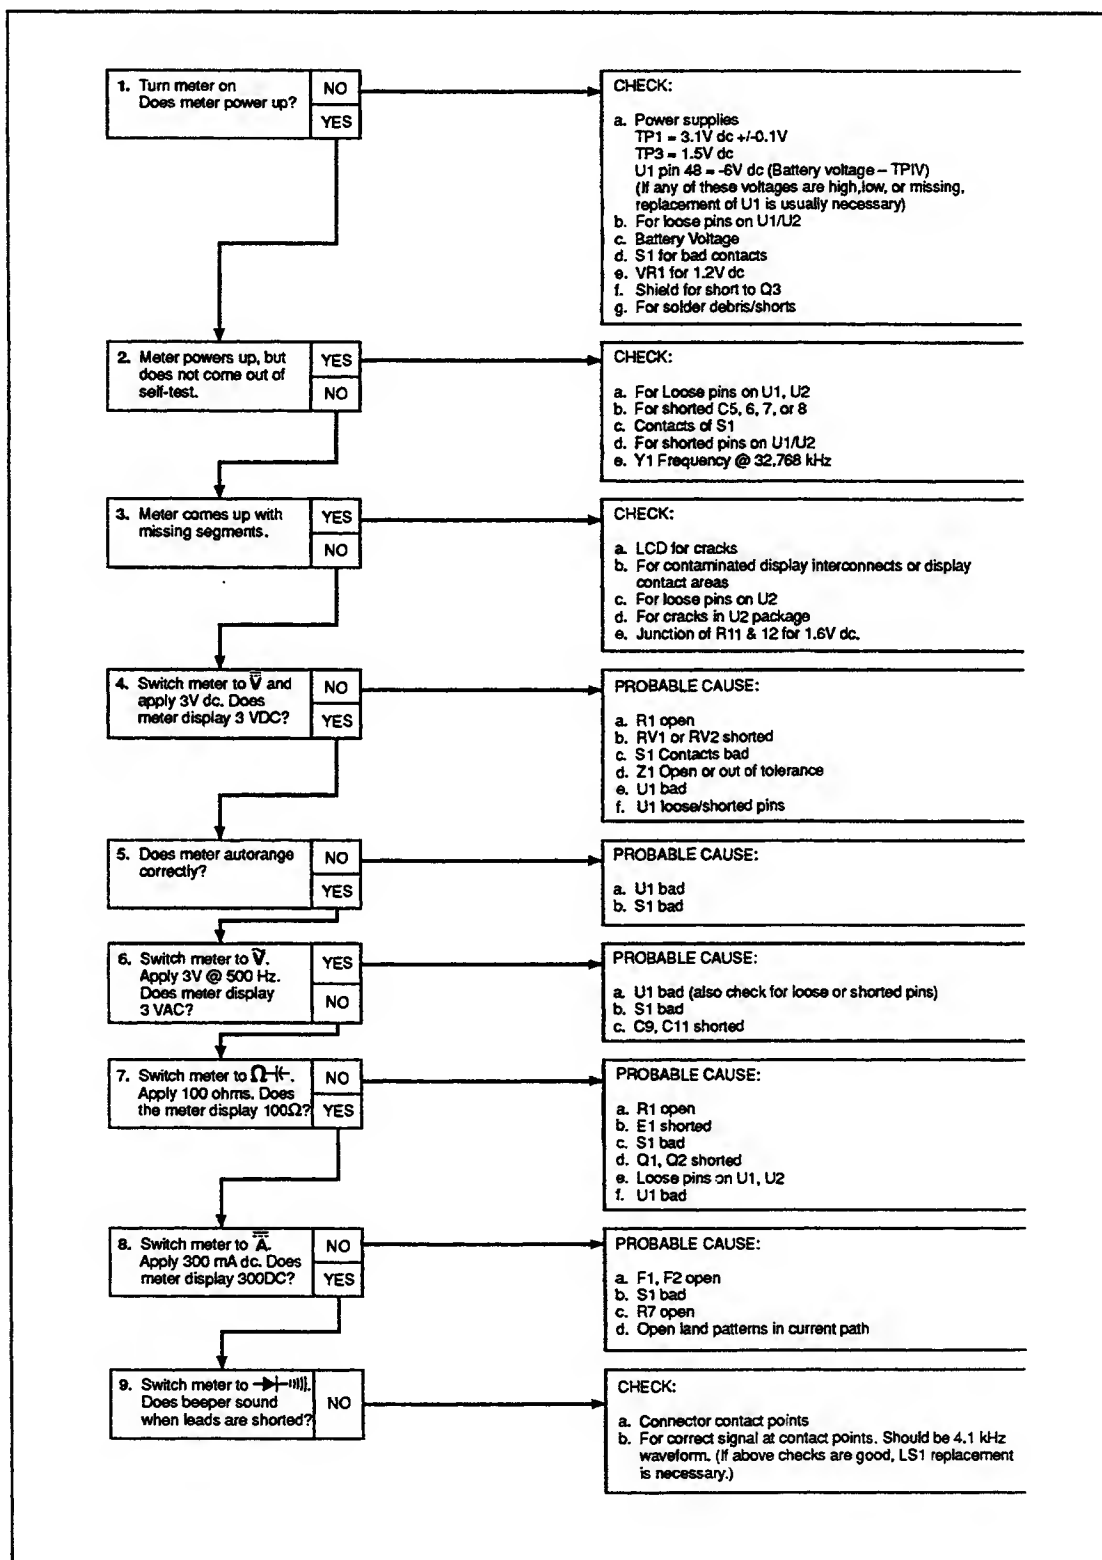 1. Turn meter on
Does meter power up?
NO
YES
CHECK:
a. Power supplies
TP1 = 3.1V dc +/-0.1V
TP3 = 1.5V dc
U1 pin 48 = -6V dc (Battery voltage – TPIV)
(If any of these voltages are high,low, or missing,
replacement of U1 is usually necessary)
b. For loose pins on U1/U2
c. Battery Voltage
d. S1 for bad contacts
e. VR1 for 1.2V dc
f. Shield for short to Q3
g. For solder debris/shorts
2. Meter powers up, but
does not come out of
self-test.
YES
NO
CHECK:
a. For Loose pins on U1, U2
b. For shorted C5, 6, 7, or 8
c. Contacts of S1
d. For shorted pins on U1/U2
e. Y1 Frequency @ 32,768 kHz
3. Meter comes up with
missing segments.
YES
NO
CHECK:
a. LCD for cracks
b. For contaminated display interconnects or display
contact areas
c. For loose pins on U2
d. For cracks in U2 package
e. Junction of R11 & 12 for 1.6V dc.
4. Switch meter to V and
apply 3V dc. Does
meter display 3 VDC?
NO
YES
PROBABLE CAUSE:
a. R1 open
b. RV1 or RV2 shorted
c. S1 Contacts bad
d. Z1 Open or out of tolerance
e. U1 bad
f. U1 loose/shorted pins
5. Does meter autorange
correctly?
NO
YES
PROBABLE CAUSE:
a. U1 bad
b. S1 bad
6. Switch meter to Ṽ.
Apply 3V @ 500 Hz.
Does meter display
3 VAC?
YES
NO
PROBABLE CAUSE:
a. U1 bad (also check for loose or shorted pins)
b. S1 bad
c. C9, C11 shorted
7. Switch meter to Ω⊣⊢.
Apply 100 ohms. Does
the meter display 100Ω?
NO
YES
PROBABLE CAUSE:
a. R1 open
b. E1 shorted
c. S1 bad
d. Q1, Q2 shorted
e. Loose pins on U1, U2
f. U1 bad
8. Switch meter to A.
Apply 300 mA dc. Does
meter display 300DC?
NO
YES
PROBABLE CAUSE:
a. F1, F2 open
b. S1 bad
c. R7 open
d. Open land patterns in current path
9. Switch meter to
Does beeper sound
when leads are shorted?
NO
CHECK:
a. Connector contact points
b. For correct signal at contact points. Should be 4.1 kHz
waveform. (If above checks are good, LS1 replacement
is necessary.)